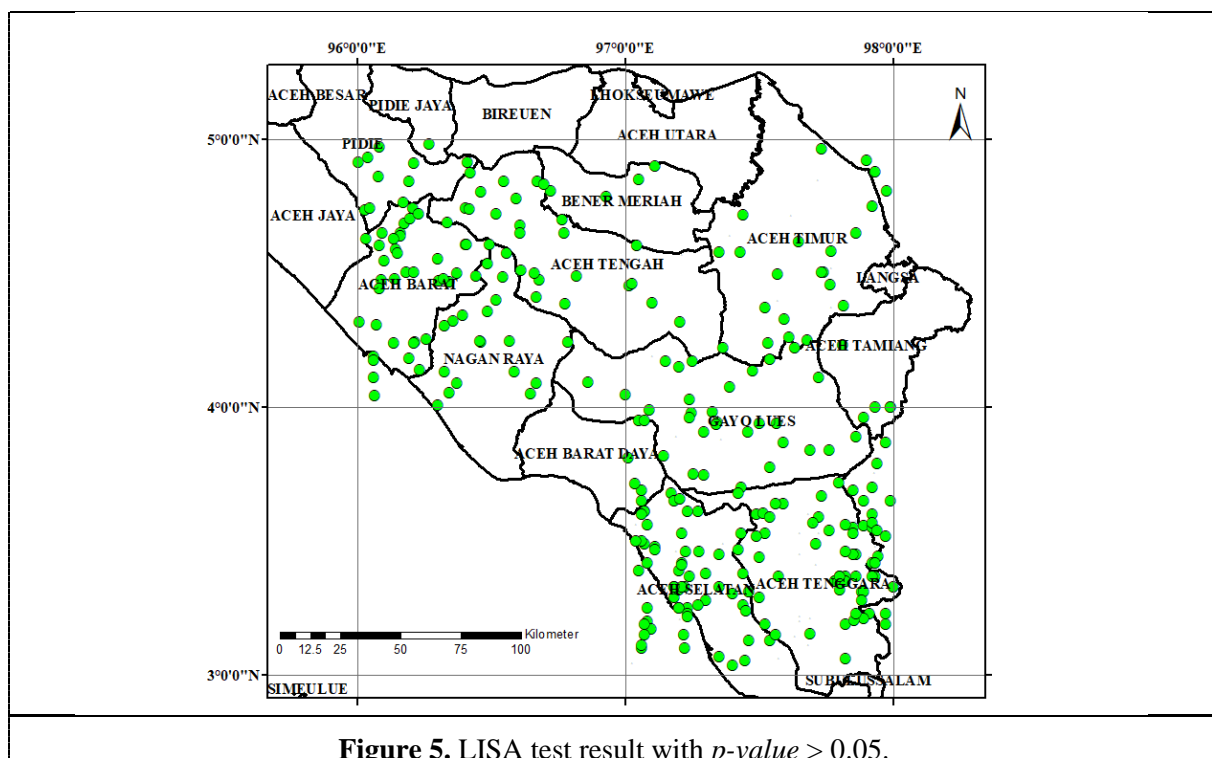 96°0'0"E 97°0'0"E 98°0'0"E
ACEH BESAR
PIDIE JAYA
BIREUEN
LHOKSEUMAWE
N
ACEH UTARA
5°0'0"N
PIDIE
BENER MERIAH
ACEH JAYA
ACEH TIMUR
ACEH TENGAH
LANGSA
ACEH BARAT
NAGAN RAYA
ACEH TAMIANG
4°0'0"N
GAYO LUES
ACEH BARAT DAYA
ACEH TENGGARA
ACEH SELATAN
Kilometer
0 12.5 25 50 75 100
3°0'0"N
SUBULUSSALAM
SIMEULUE
Figure 5. LISA test result with p-value > 0.05.